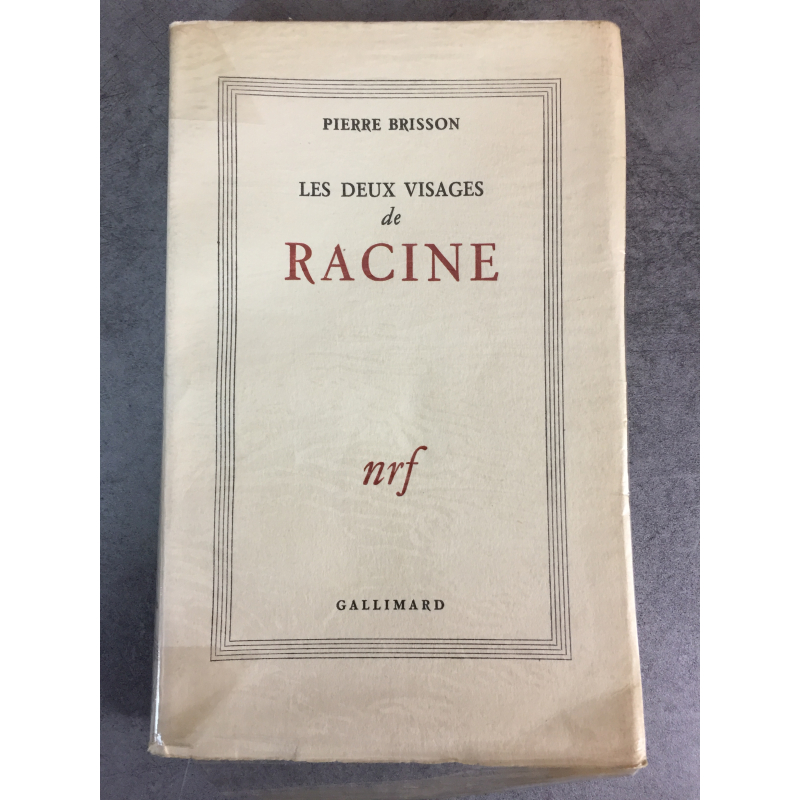 PIERRE BRISSON
LES DEUX VISAGES
de
RACINE
nrf
GALLIMARD